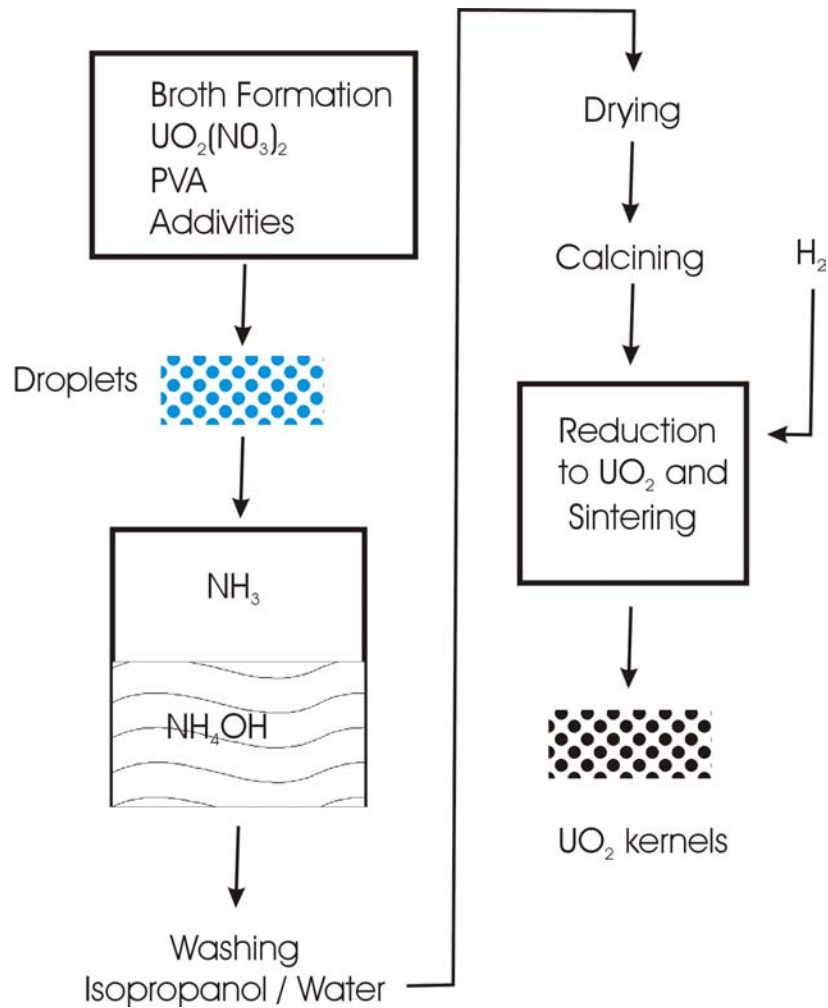 Broth Formation
UO₂(NO₃)₂
PVA
Addivities
Droplets
NH₃
NH₄OH
Washing
Isopropanol / Water
Drying
Calcining
H₂
Reduction
to UO₂ and
Sintering
UO₂ kernels